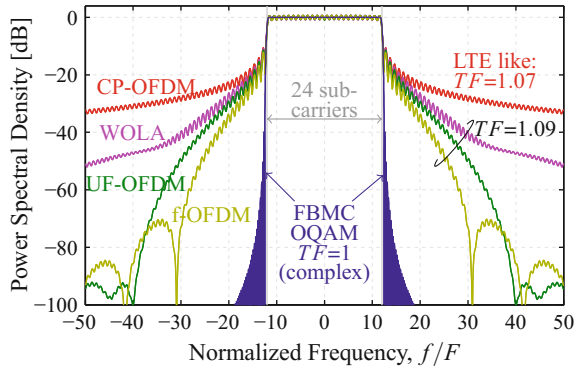 Power Spectral Density [dB]
0
−20
−40
−60
−80
−100
CP-OFDM
WOLA
UF-OFDM
f-OFDM
24 sub-
carriers
LTE like:
TF=1.07
TF=1.09
FBMC
OQAM
TF=1
(complex)
−50 −40 −30 −20 −10 0 10 20 30 40 50
Normalized Frequency, f/F